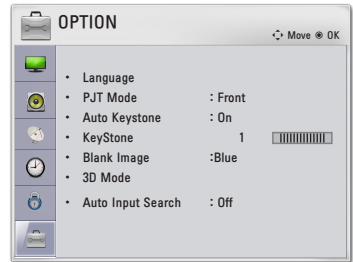 OPTION
Move OK
• Language
• PJT Mode : Front
• Auto Keystone : On
• KeyStone 1
• Blank Image :Blue
• 3D Mode
• Auto Input Search : Off